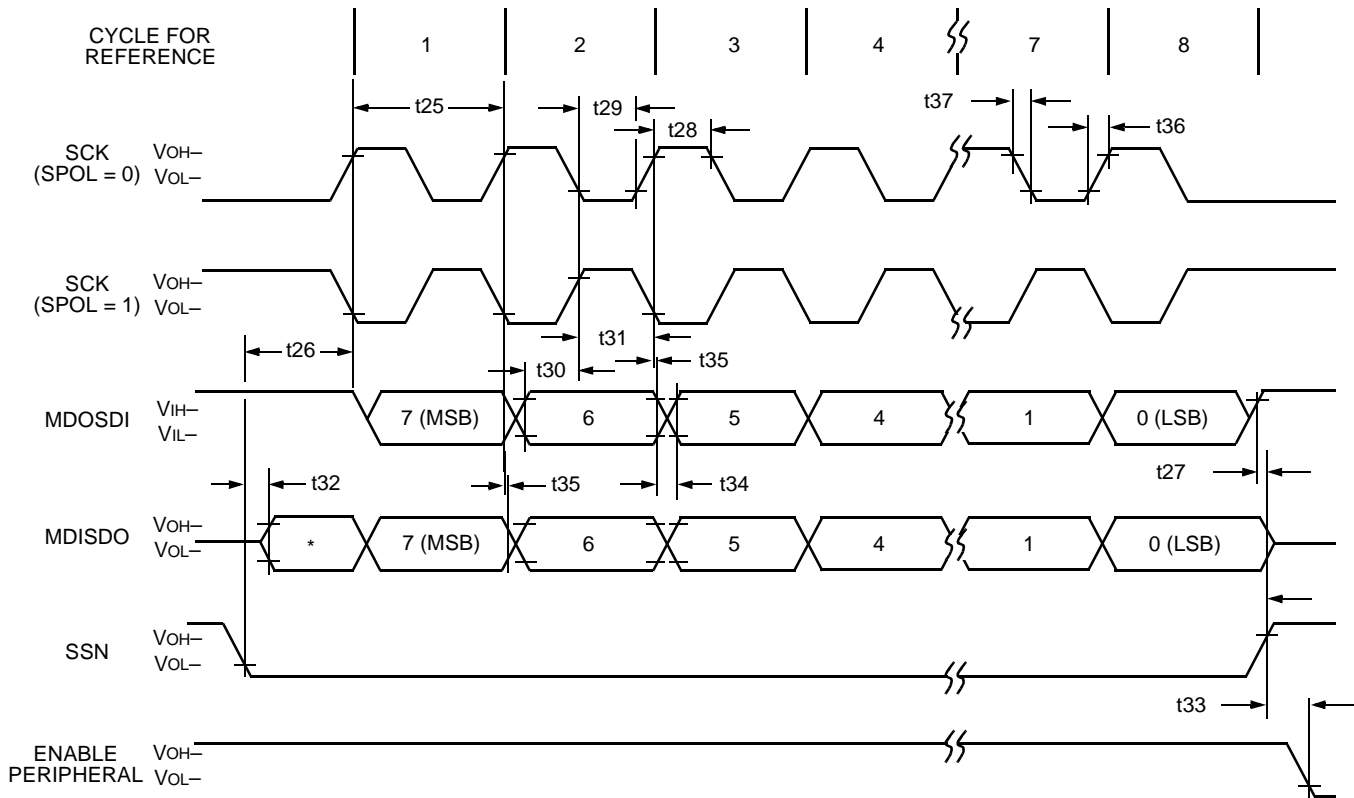 CYCLE FOR
REFERENCE
1 2 3 4 7 8
t25
t29
t28
t37
t36
SCK
(SPOL = 0)
VOH–
VOL–
SCK
(SPOL = 1)
VOH–
VOL–
t26
t31
t30
t35
MDOSDI
VIH–
VIL–
7 (MSB) 6 5 4 1 0 (LSB)
t32
t35
t34
t27
MDISDO
VOH–
VOL–
* 7 (MSB) 6 5 4 1 0 (LSB)
SSN
VOH–
VOL–
t33
ENABLE
PERIPHERAL
VOH–
VOL–